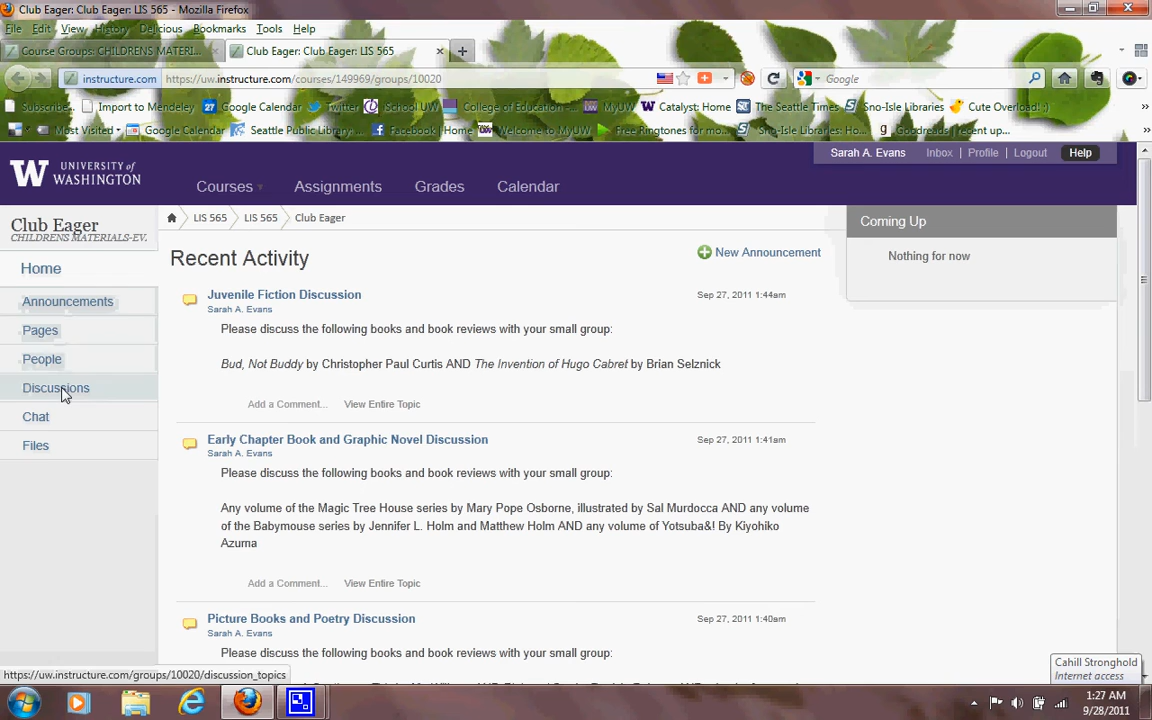 Club Eager: Club Eager: LIS 565 - Mozilla Firefox
File Edit View History Delicious Bookmarks Tools Help
Course Groups: CHILDRENS MATERI... Club Eager: Club Eager: LIS 565
instructure.com https://uw.instructure.com/courses/149969/groups/10020 Google
Subscribe... Import to Mendeley 27 Google Calendar Twitter School UW College of Education -... MyUW Catalyst: Home The Seattle Times Sno-Isle Libraries Cute Overload! :)
Most Visited Google Calendar Seattle Public Library... Facebook | Home Welcome to MyUW Free Ringtones for mo... Sno-Isle Libraries: Ho... Goodreads | recent up...
Sarah A. Evans Inbox | Profile | Logout Help
W UNIVERSITY of
WASHINGTON
Courses Assignments Grades Calendar
Club Eager
CHILDRENS MATERIALS-EV.
LIS 565 LIS 565 Club Eager
Home
Announcements
Pages
People
Discussions
Chat
Files
Recent Activity
New Announcement
Juvenile Fiction Discussion Sep 27, 2011 1:44am
Sarah A. Evans
Please discuss the following books and book reviews with your small group:
Bud, Not Buddy by Christopher Paul Curtis AND The Invention of Hugo Cabret by Brian Selznick
Add a Comment... View Entire Topic
Early Chapter Book and Graphic Novel Discussion Sep 27, 2011 1:41am
Sarah A. Evans
Please discuss the following books and book reviews with your small group:
Any volume of the Magic Tree House series by Mary Pope Osborne, illustrated by Sal Murdocca AND any volume
of the Babymouse series by Jennifer L. Holm and Matthew Holm AND any volume of Yotsuba&! By Kiyohiko
Azuma
Add a Comment... View Entire Topic
Picture Books and Poetry Discussion Sep 27, 2011 1:40am
Sarah A. Evans
Please discuss the following books and book reviews with your small group:
Coming Up
Nothing for now
https://uw.instructure.com/groups/10020/discussion_topics
Cahill Stronghold
Internet access
1:27 AM
9/28/2011